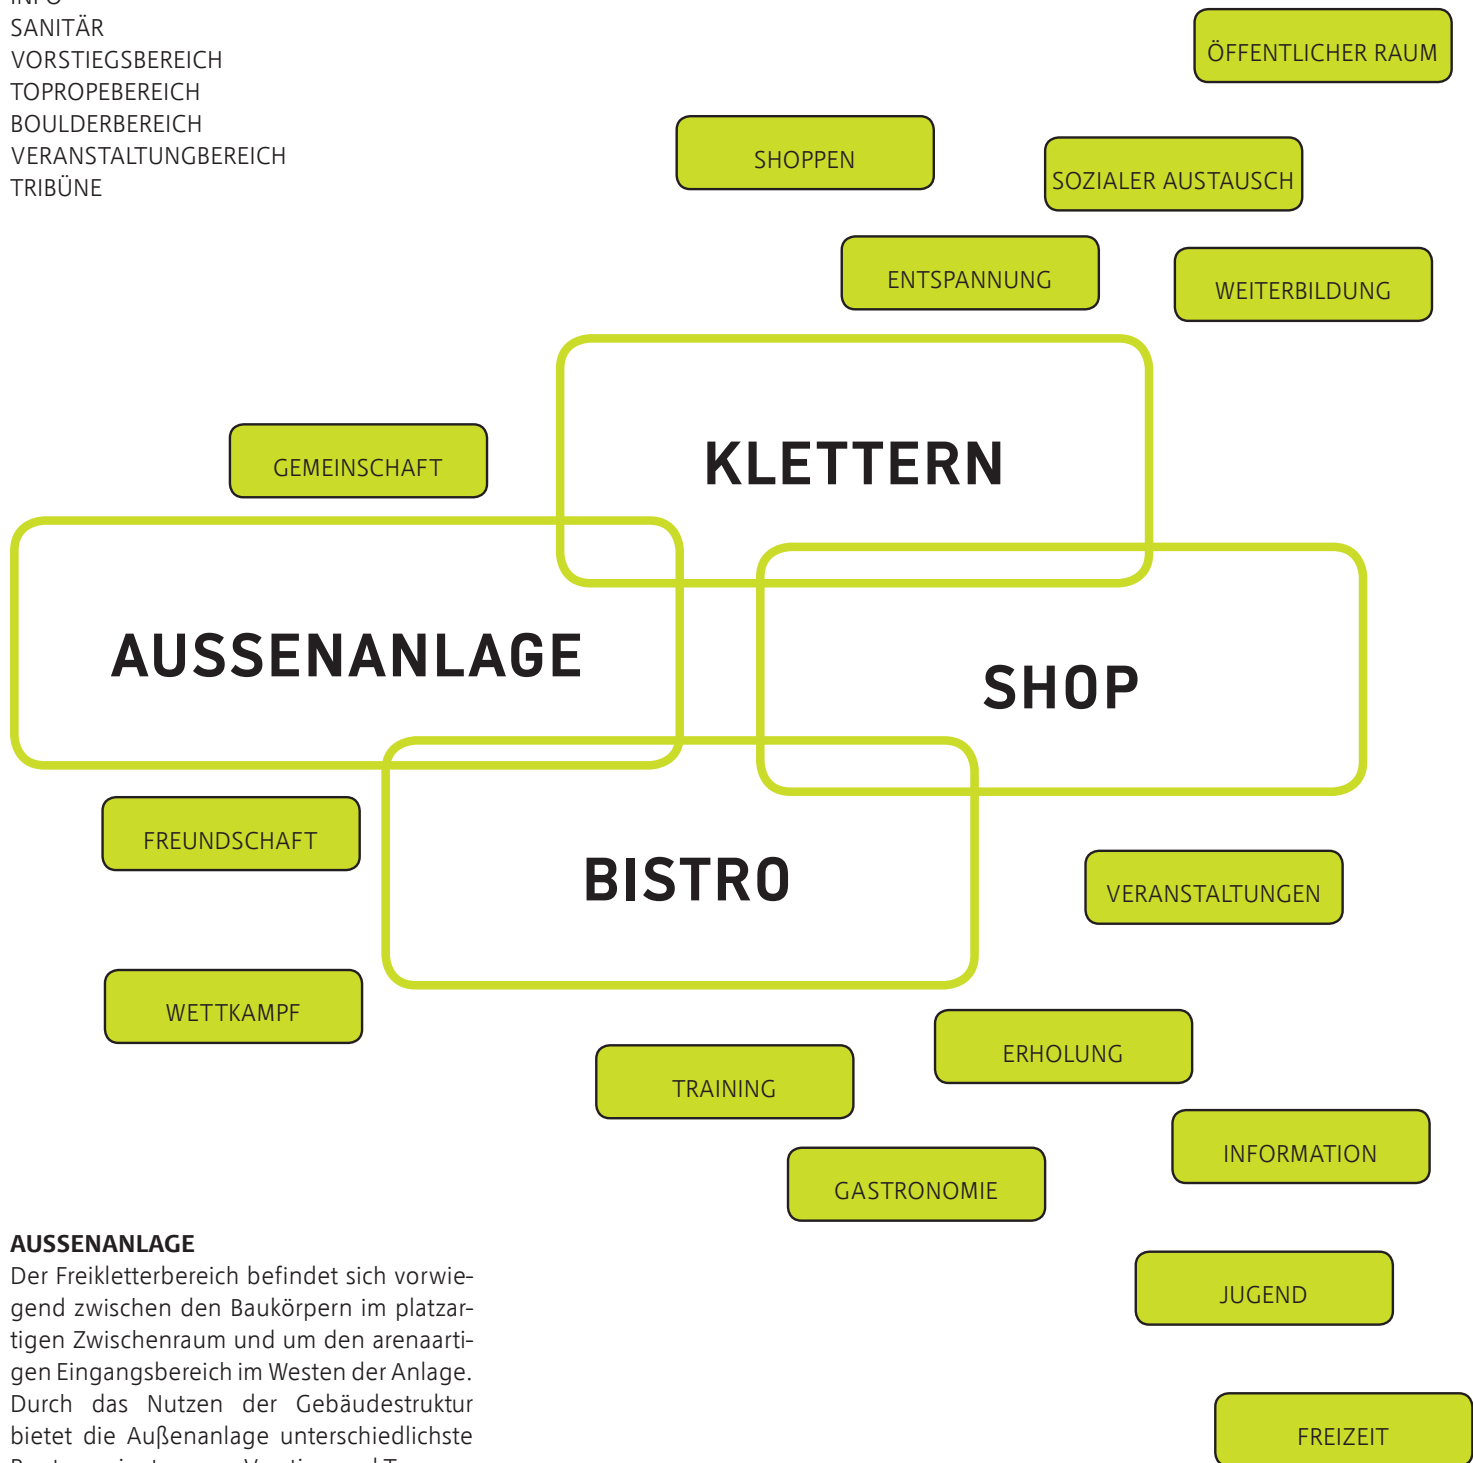 INFO
SANITÄR
VORSTIEGSBEREICH
TOPROPEBEREICH
BOULDERBEREICH
VERANSTALTUNGBEREICH
TRIBÜNE
ÖFFENTLICHER RAUM
SHOPPEN
SOZIALER AUSTAUSCH
ENTSPANNUNG
WEITERBILDUNG
KLETTERN
GEMEINSCHAFT
AUSSENANLAGE
SHOP
FREUNDSCHAFT
BISTRO
VERANSTALTUNGEN
WETTKAMPF
ERHOLUNG
TRAINING
INFORMATION
GASTRONOMIE
JUGEND
FREIZEIT
AUSSENANLAGE
Der Freikletterbereich befindet sich vorwie-
gend zwischen den Baukörpern im platzar-
tigen Zwischenraum und um den arenaarti-
gen Eingangsbereich im Westen der Anlage.
Durch das Nutzen der Gebäudestruktur
bietet die Außenanlage unterschiedlichste